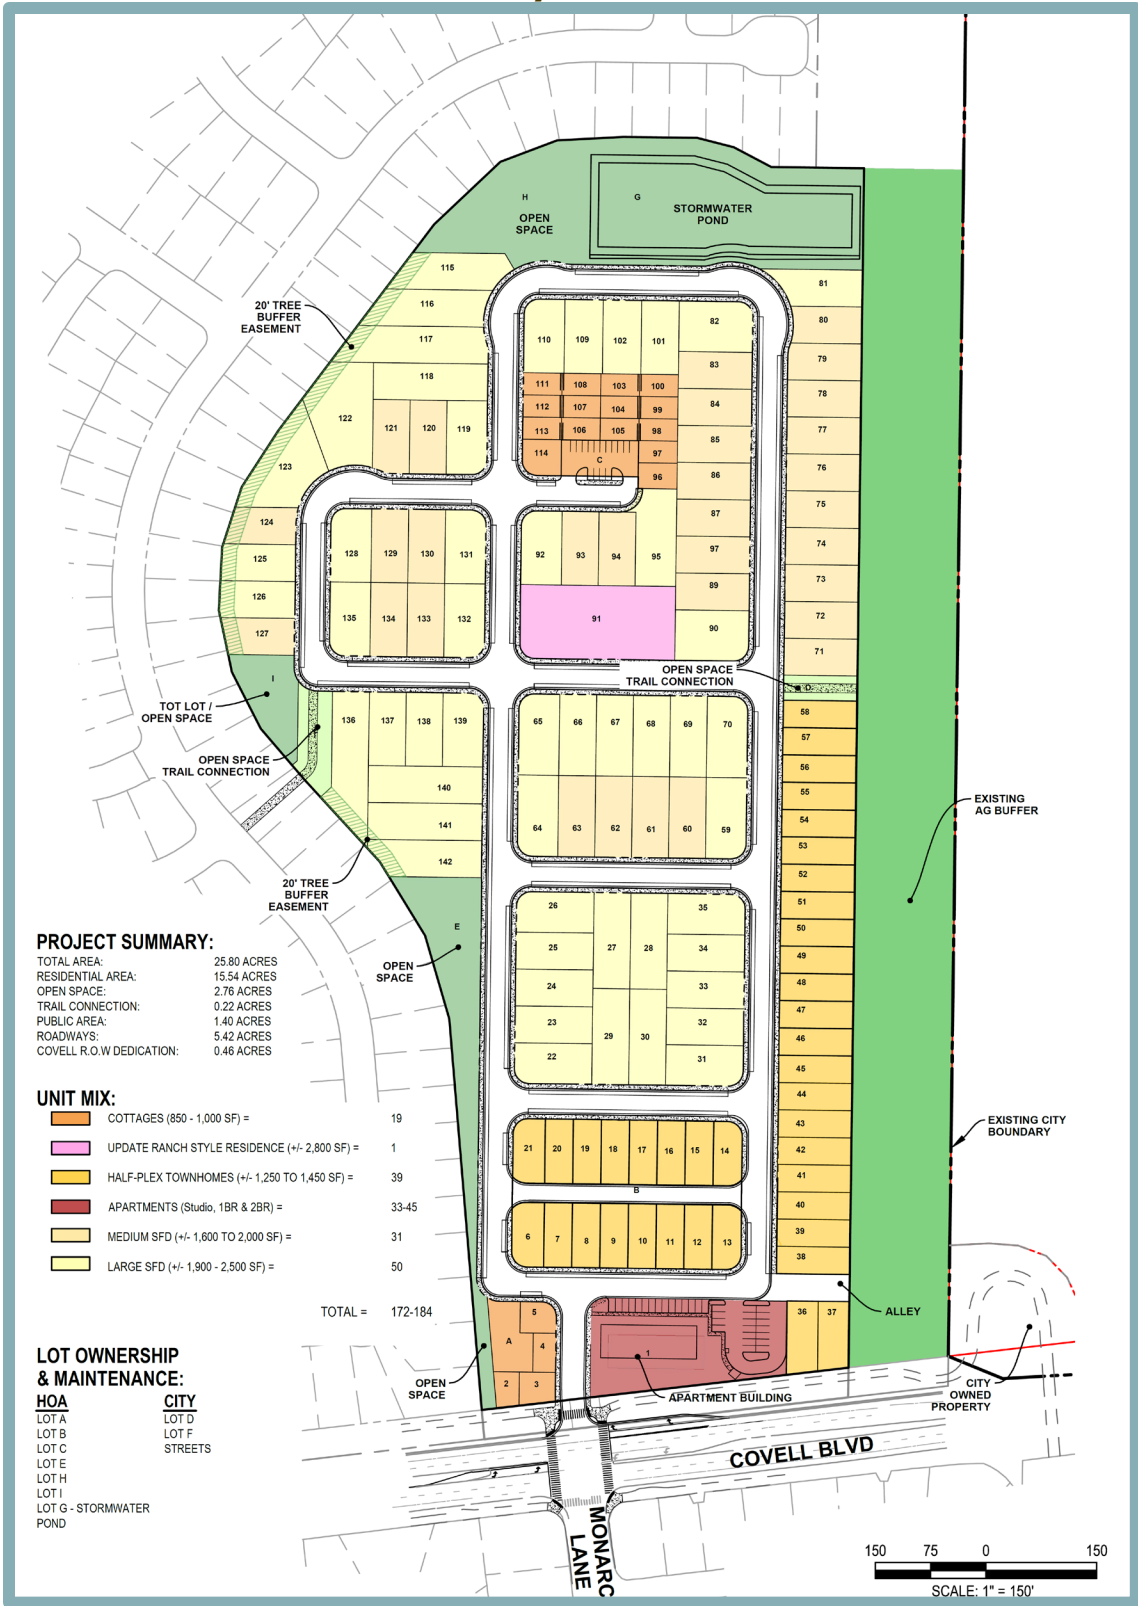 H
OPEN
SPACE
G
STORMWATER
POND
115
116
117
118
20' TREE
BUFFER
EASEMENT
122
121
120
119
123
124
125
126
127
110
109
102
101
111
108
103
100
112
107
104
99
113
106
105
98
114
C
97
96
82
83
84
85
86
87
97
89
90
81
80
79
78
77
76
75
74
73
72
71
128
129
130
131
135
134
133
132
92
93
94
95
91
OPEN SPACE
TRAIL CONNECTION
D
I
TOT LOT /
OPEN SPACE
OPEN SPACE
TRAIL CONNECTION
136
137
138
139
140
141
142
20' TREE
BUFFER
EASEMENT
E
OPEN
SPACE
65
66
67
68
69
70
64
63
62
61
60
59
58
57
56
55
54
53
52
51
50
49
48
47
46
45
44
43
42
41
40
39
38
EXISTING
AG BUFFER
26
25
24
23
22
27
28
29
30
35
34
33
32
31
21
20
19
18
17
16
15
14
B
6
7
8
9
10
11
12
13
EXISTING CITY
BOUNDARY
PROJECT SUMMARY:
TOTAL AREA: 25.80 ACRES
RESIDENTIAL AREA: 15.54 ACRES
OPEN SPACE: 2.76 ACRES
TRAIL CONNECTION: 0.22 ACRES
PUBLIC AREA: 1.40 ACRES
ROADWAYS: 5.42 ACRES
COVELL R.O.W DEDICATION: 0.46 ACRES
UNIT MIX:
COTTAGES (850 - 1,000 SF) = 19
UPDATE RANCH STYLE RESIDENCE (+/- 2,800 SF) = 1
HALF-PLEX TOWNHOMES (+/- 1,250 TO 1,450 SF) = 39
APARTMENTS (Studio, 1BR & 2BR) = 33-45
MEDIUM SFD (+/- 1,600 TO 2,000 SF) = 31
LARGE SFD (+/- 1,900 - 2,500 SF) = 50
TOTAL = 172-184
LOT OWNERSHIP
& MAINTENANCE:
HOA CITY
LOT A LOT D
LOT B LOT F
LOT C STREETS
LOT E
LOT H
LOT I
LOT G - STORMWATER
POND
5
A
4
2
3
OPEN
SPACE
1
APARTMENT BUILDING
36
37
ALLEY
CITY
OWNED
PROPERTY
COVELL BLVD
MONARC
LANE
150 75 0 150
SCALE: 1" = 150'